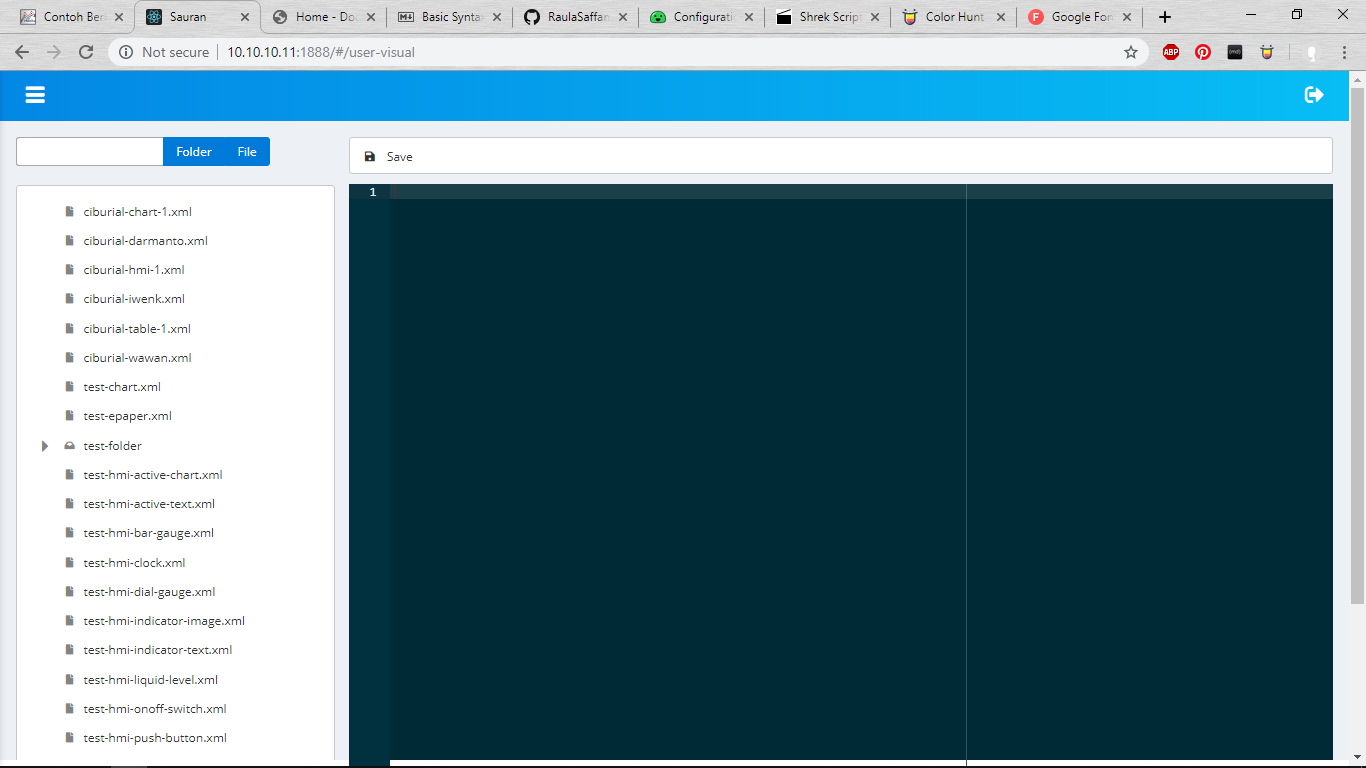 Contoh Ber
Sauran
Home - Do
Basic Synta
RaulaSaffan
Configurati
Shrek Script
Color Hunt
Google Fon
Not secure
10.10.10.11:1888/#/user-visual
ABP
Folder
File
Save
1
ciburial-chart-1.xml
ciburial-darmanto.xml
ciburial-hmi-1.xml
ciburial-iwenk.xml
ciburial-table-1.xml
ciburial-wawan.xml
test-chart.xml
test-epaper.xml
test-folder
test-hmi-active-chart.xml
test-hmi-active-text.xml
test-hmi-bar-gauge.xml
test-hmi-clock.xml
test-hmi-dial-gauge.xml
test-hmi-indicator-image.xml
test-hmi-indicator-text.xml
test-hmi-liquid-level.xml
test-hmi-onoff-switch.xml
test-hmi-push-button.xml